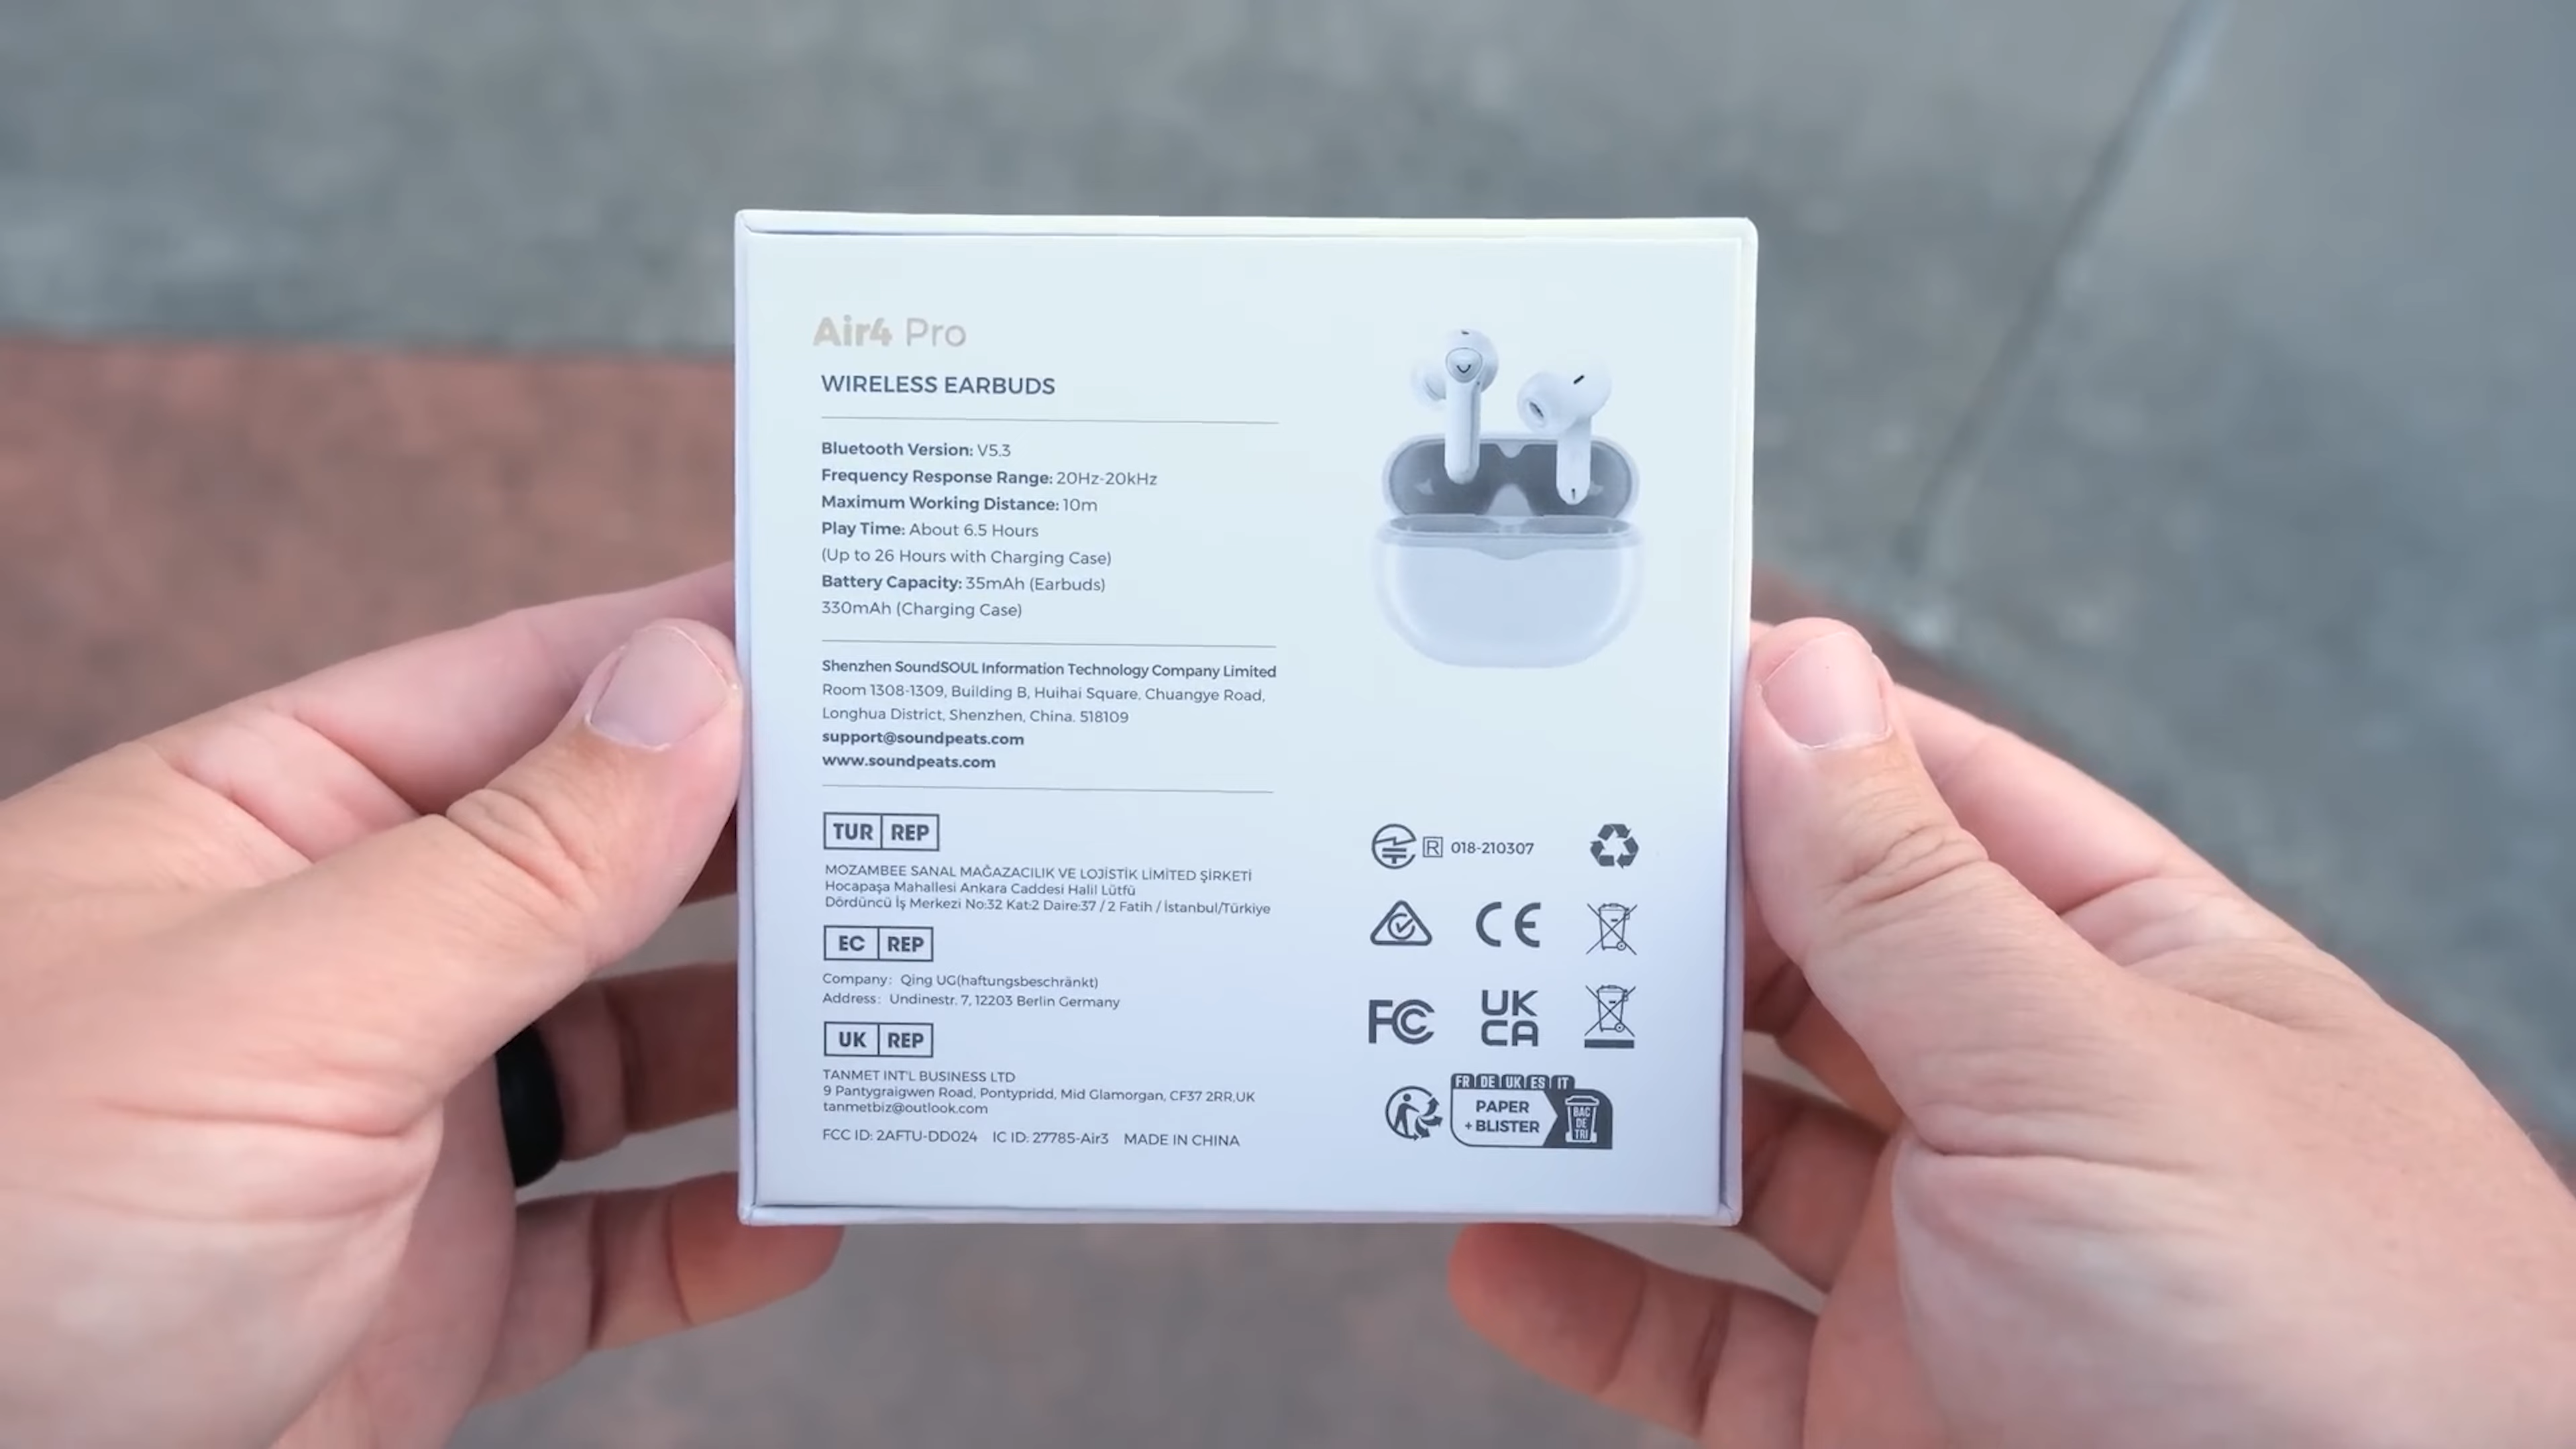 Air4 Pro
WIRELESS EARBUDS
Bluetooth Version: V5.3
Frequency Response Range: 20Hz-20kHz
Maximum Working Distance: 10m
Play Time: About 6.5 Hours
(Up to 26 Hours with Charging Case)
Battery Capacity: 35mAh (Earbuds)
330mAh (Charging Case)
Shenzhen SoundSOUL Information Technology Company Limited
Room 1308-1309, Building B, Huihai Square, Chuangye Road,
Longhua District, Shenzhen, China. 518109
support@soundpeats.com
www.soundpeats.com
TUR REP
MOZAMBEE SANAL MAĞAZACILIK VE LOJİSTİK LİMİTED ŞİRKETİ
Hocapaşa Mahallesi Ankara Caddesi Halil Lütfü
Dördüncü İş Merkezi No:32 Kat:2 Daire:37 / 2 Fatih / İstanbul/Türkiye
EC REP
Company: Qing UG(haftungsbeschränkt)
Address: Undinestr. 7, 12203 Berlin Germany
UK REP
TANMET INT'L BUSINESS LTD
9 Pantygraigwen Road, Pontypridd, Mid Glamorgan, CF37 2RR,UK
tanmetbiz@outlook.com
FCC ID: 2AFTU-DD024 IC ID: 27785-Air3 MADE IN CHINA
R 018-210307
CE
FC
UK
CA
FR DE UK ES IT
PAPER
+ BLISTER
BAC
DE
TRI